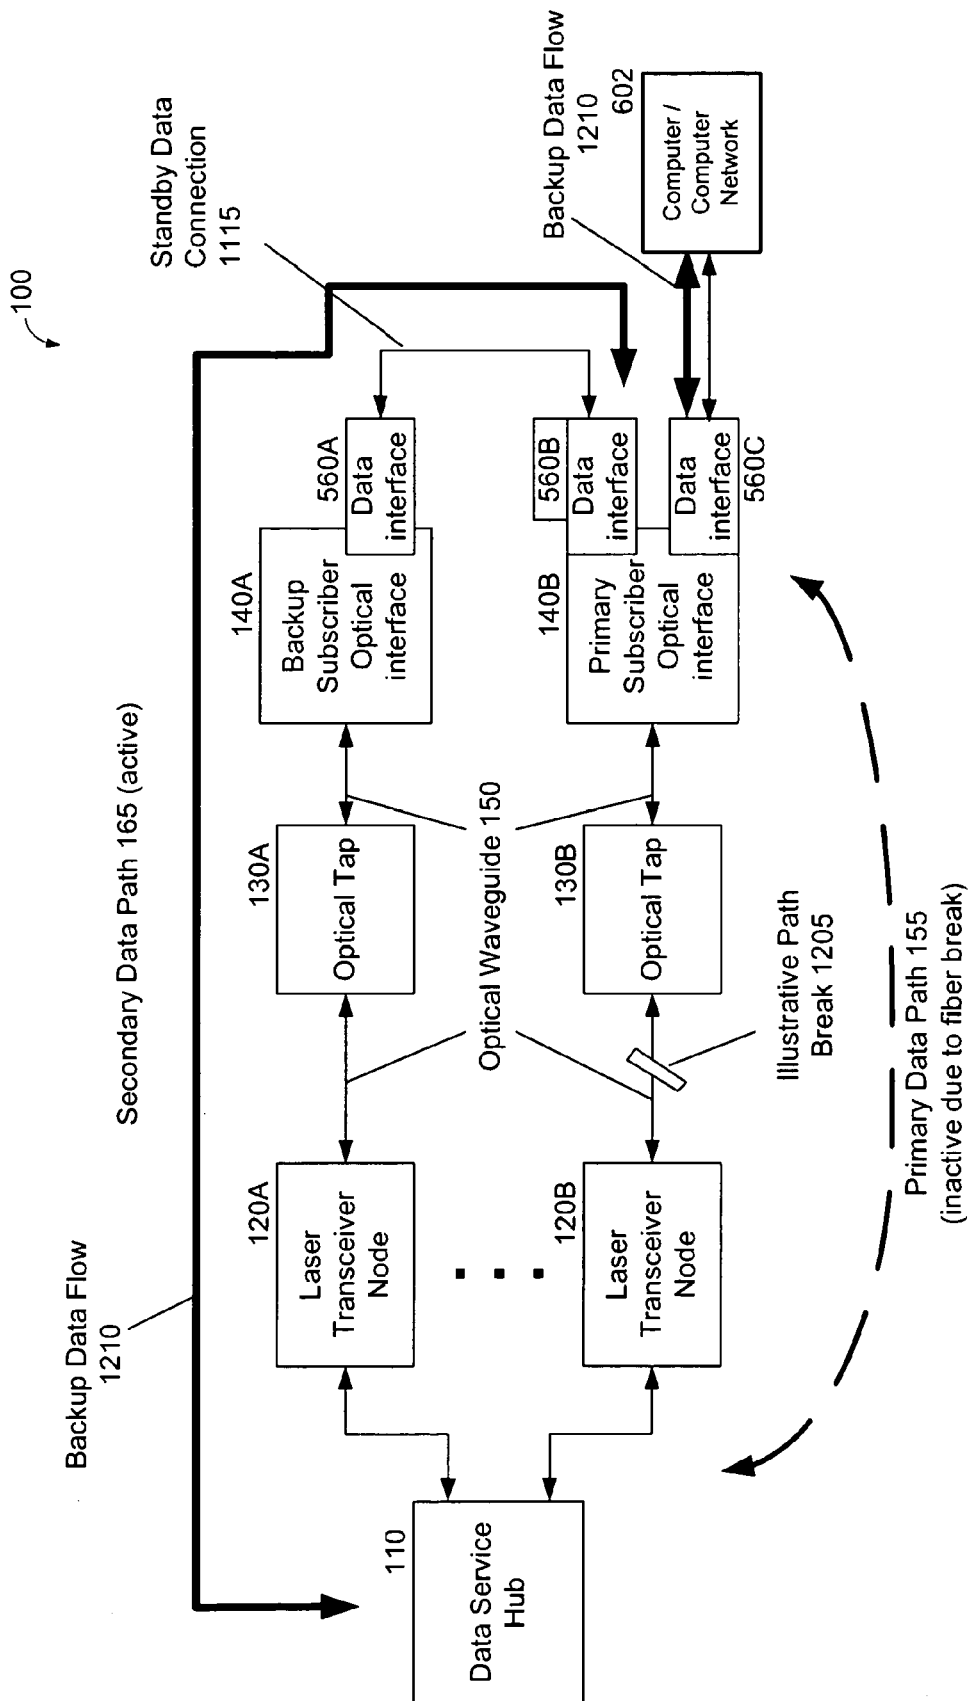 100
Backup Data Flow
1210
Secondary Data Path 165 (active)
Standby Data
Connection
1115
Backup Data Flow
1210
602
Computer /
Computer
Network
110
Data Service
Hub
120A
Laser
Transceiver
Node
130A
Optical Tap
140A
Backup
Subscriber
Optical
interface
560A
Data
interface
Optical Waveguide 150
120B
Laser
Transceiver
Node
130B
Optical Tap
140B
Primary
Subscriber
Optical
interface
560B
Data
interface
Data
interface
560C
Illustrative Path
Break 1205
Primary Data Path 155
(inactive due to fiber break)